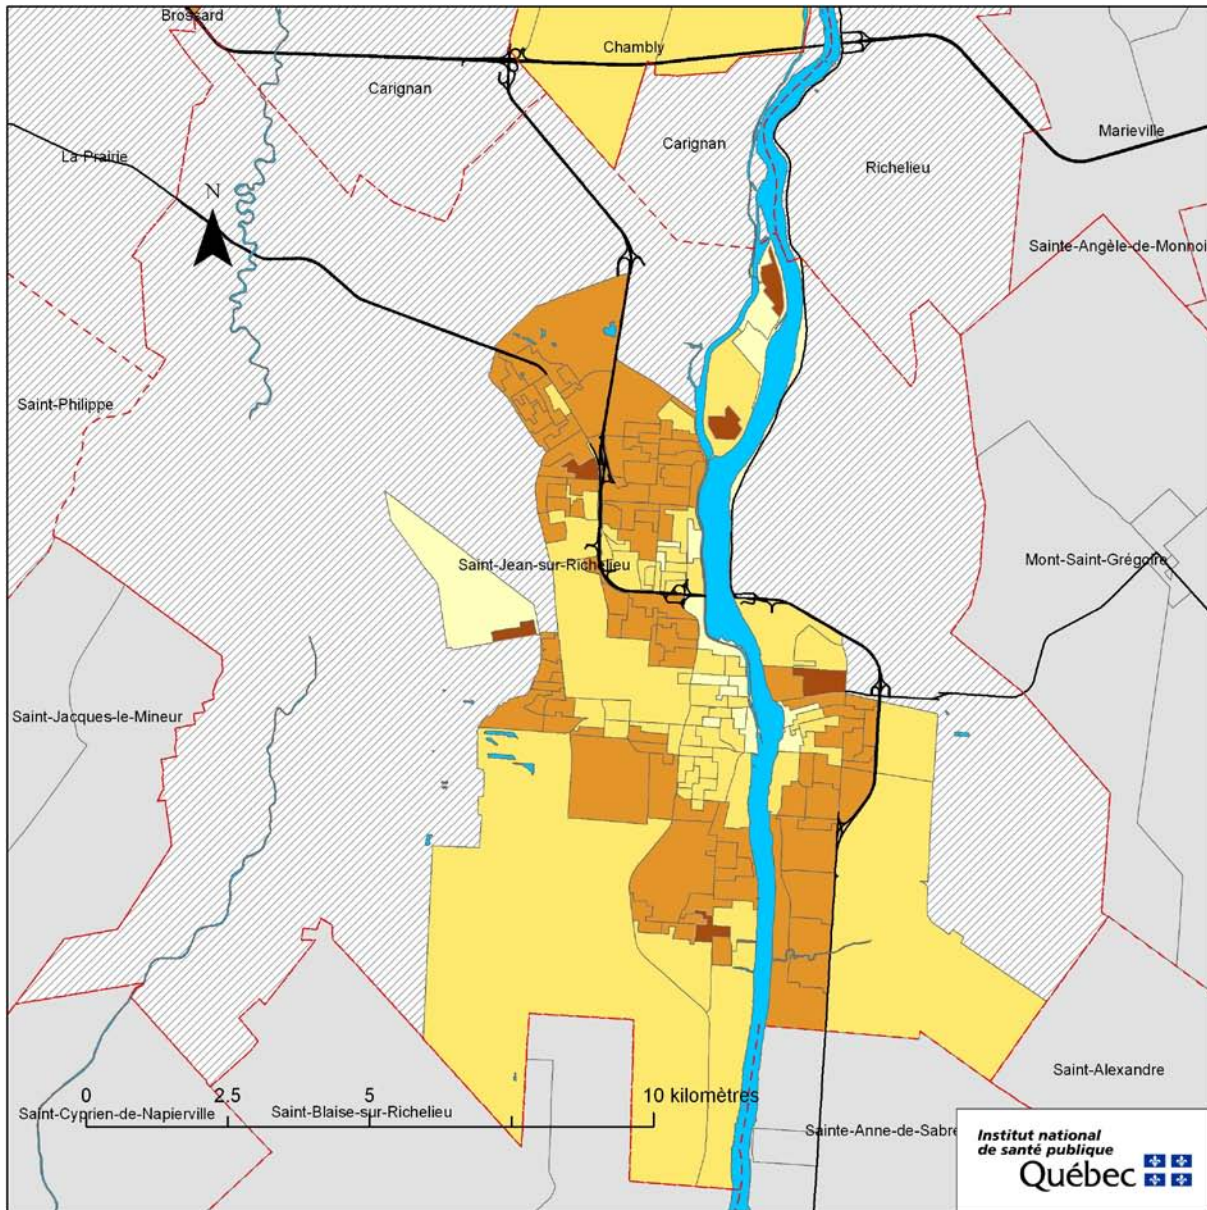 Brossard
Chambly
Carignan
Carignan
Marieville
La Prairie
Richelieu
N
Sainte-Angèle-de-Monnoi
Saint-Philippe
Saint-Jean-sur-Richelieu
Mont-Saint-Grégoire
Saint-Jacques-le-Mineur
Saint-Alexandre
0 2.5 5 10 kilomètres
Saint-Cyprien-de-Napierville
Saint-Blaise-sur-Richelieu
Sainte-Anne-de-Sabre
Institut national
de santé publique
Québec